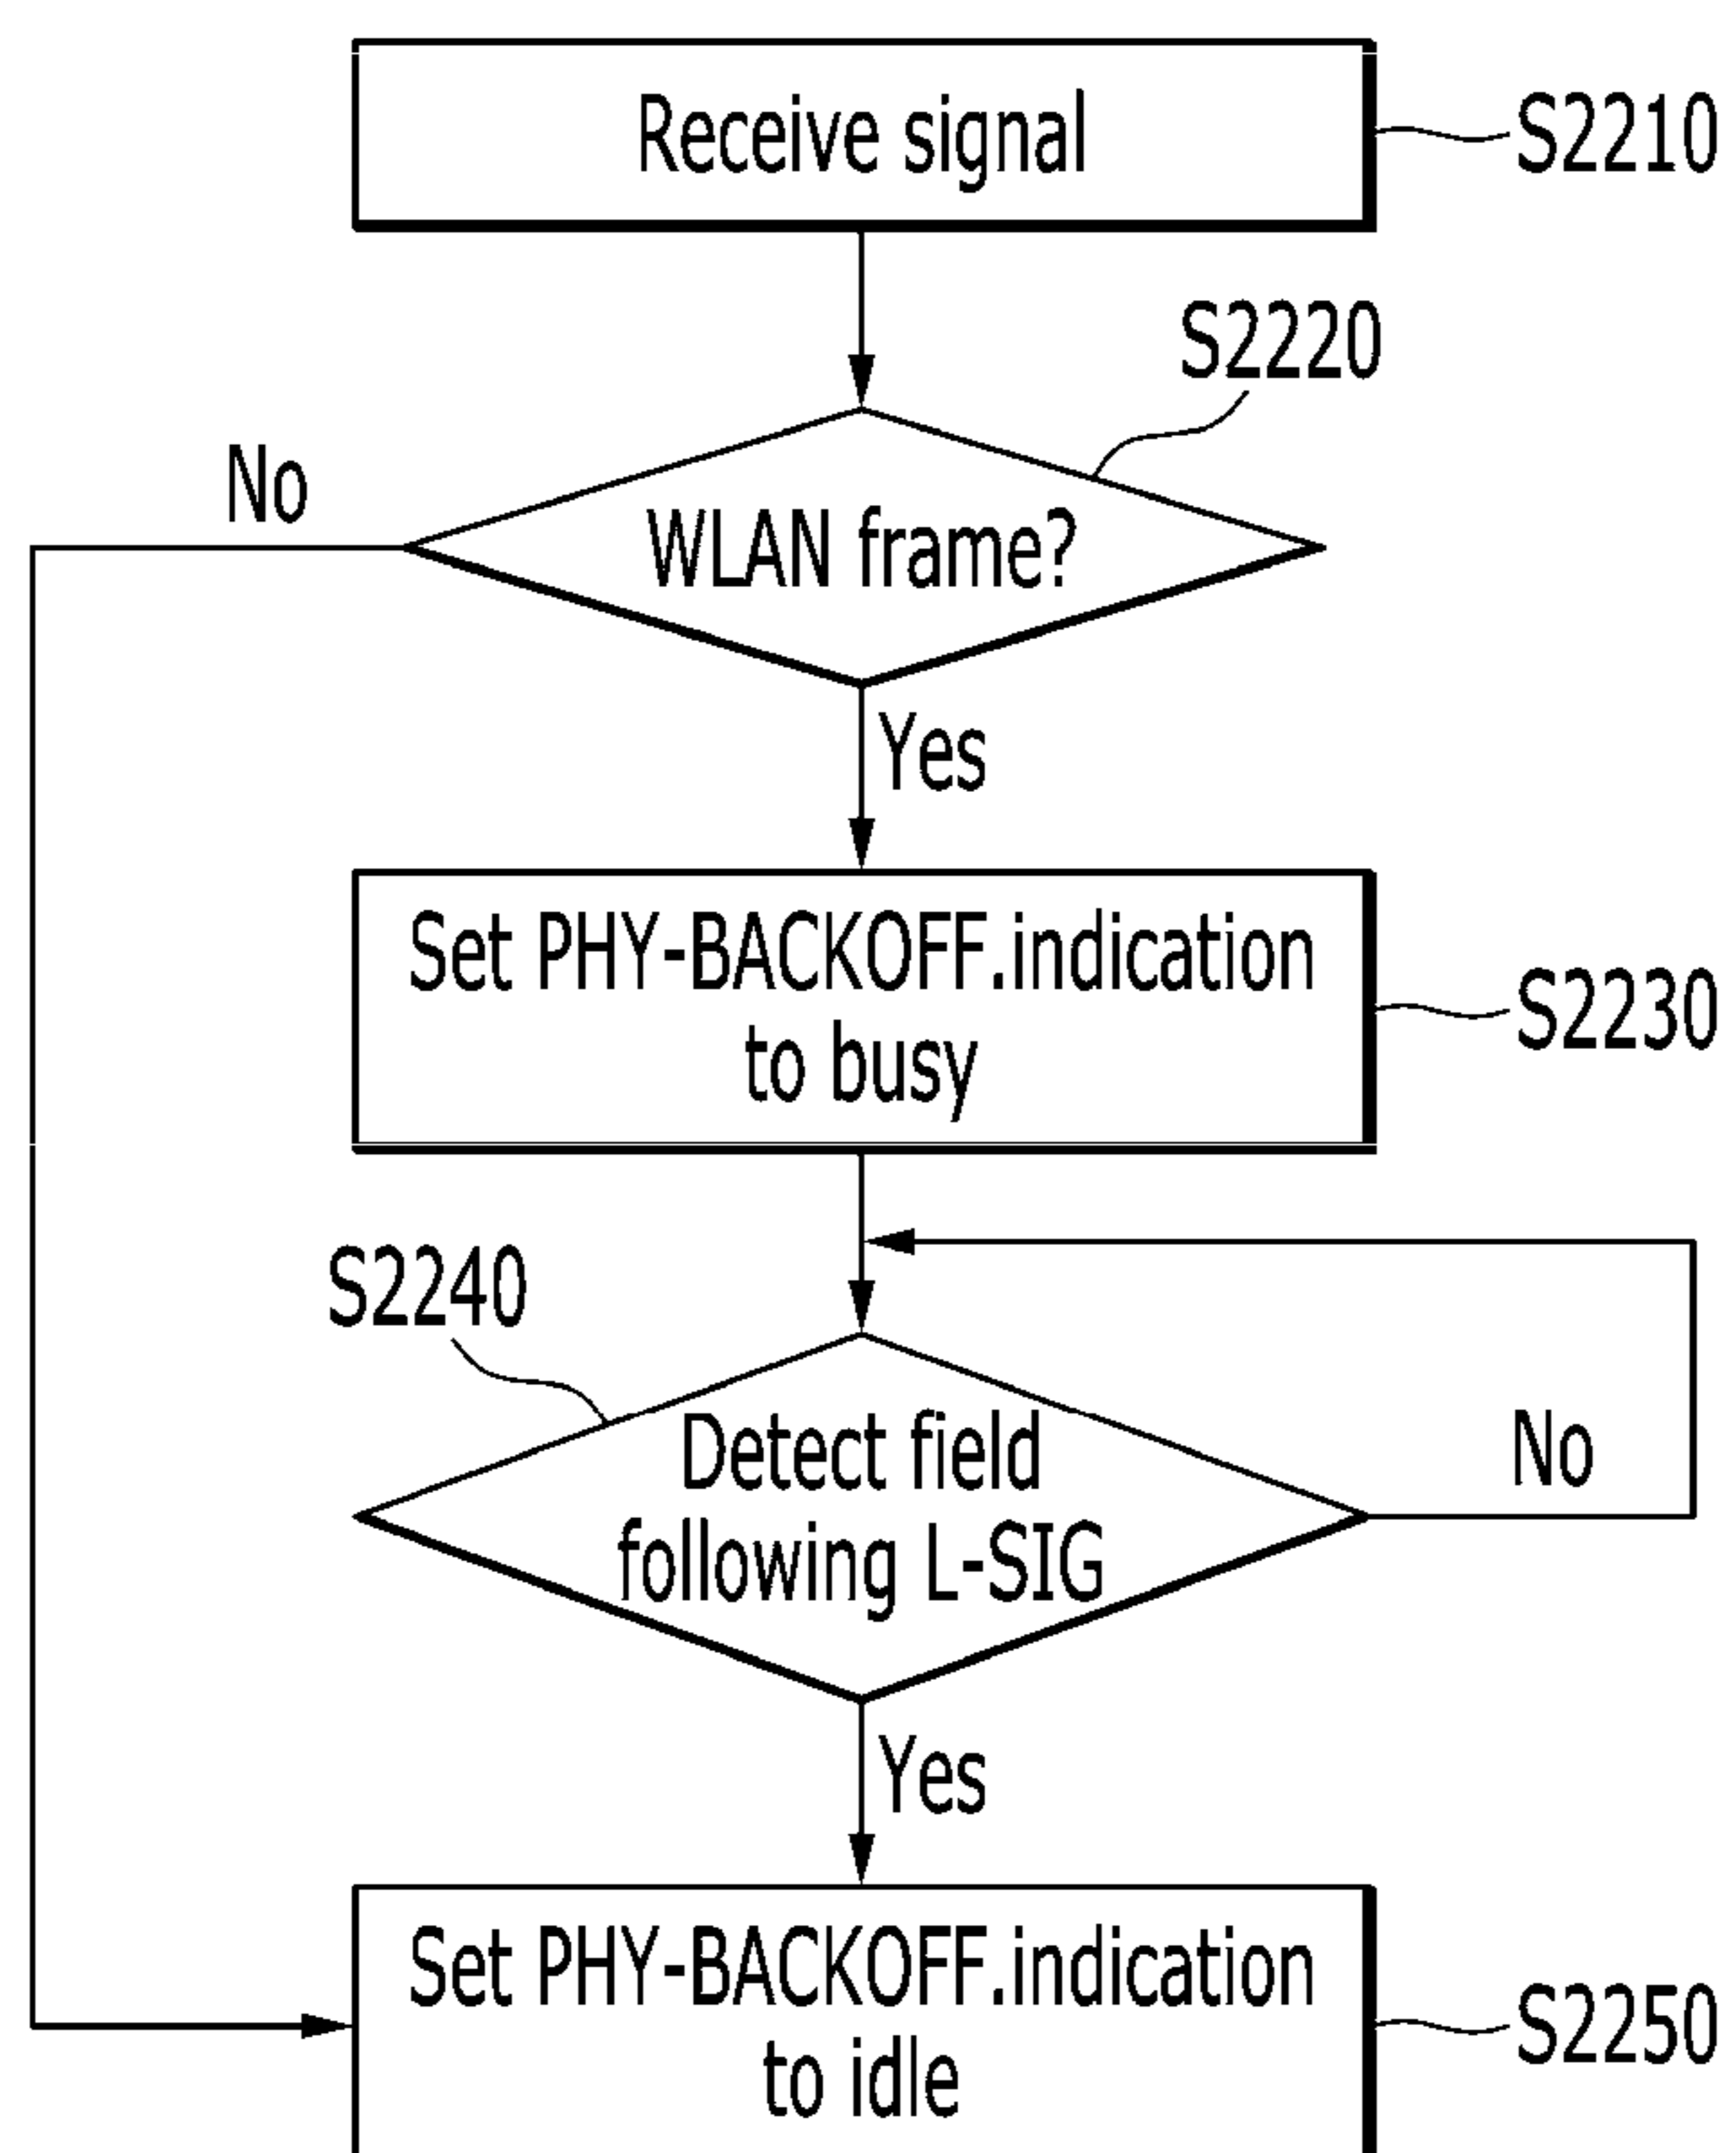 Receive signal
S2210
S2220
No
WLAN frame?
Yes
Set PHY-BACKOFF.indication
to busy
S2230
S2240
Detect field
following L-SIG
No
Yes
Set PHY-BACKOFF.indication
to idle
S2250